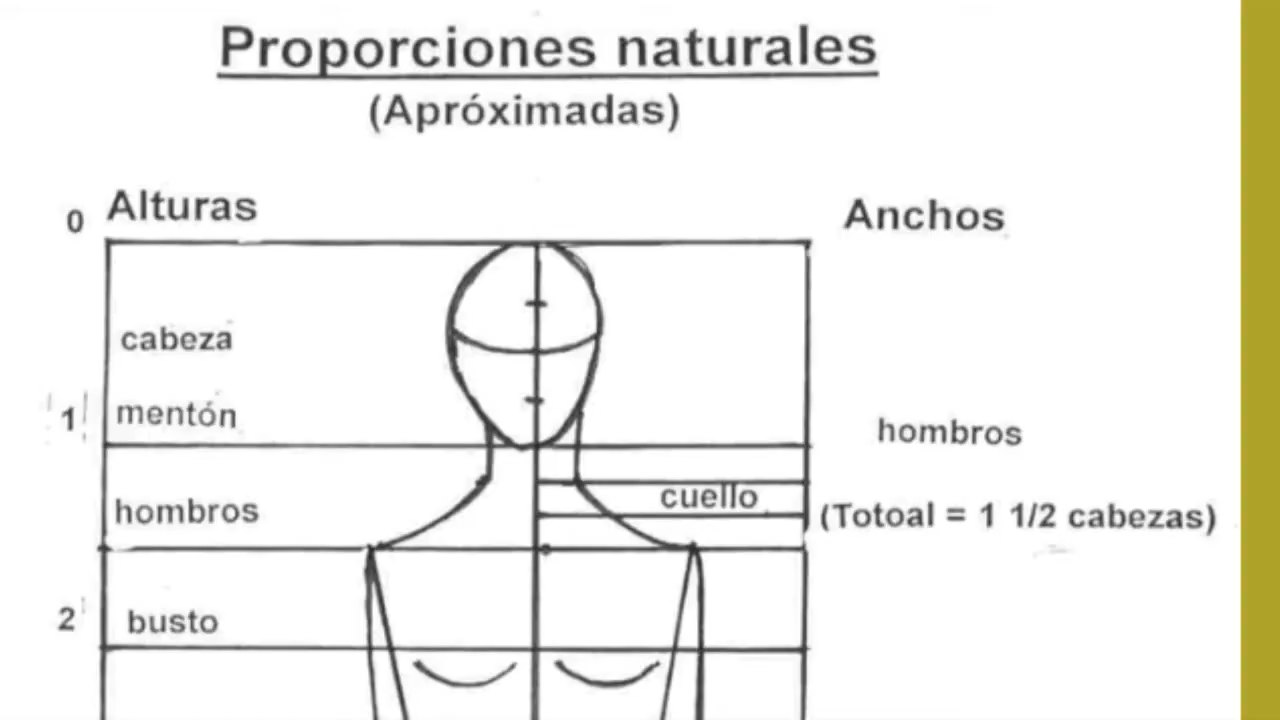 Proporciones naturales
(Apróximadas)
0 Alturas
Anchos
cabeza
1 mentón
hombros
cuello
hombros
(Totoal = 1 1/2 cabezas)
2 busto